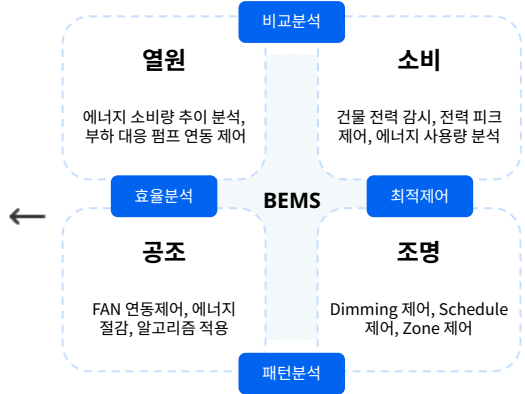 비교분석
열원
에너지 소비량 추이 분석,
부하 대응 펌프 연동 제어
소비
건물 전력 감시, 전력 피크
제어, 에너지 사용량 분석
효율분석
BEMS
최적제어
공조
FAN 연동제어, 에너지
절감, 알고리즘 적용
조명
Dimming 제어, Schedule
제어, Zone 제어
패턴분석